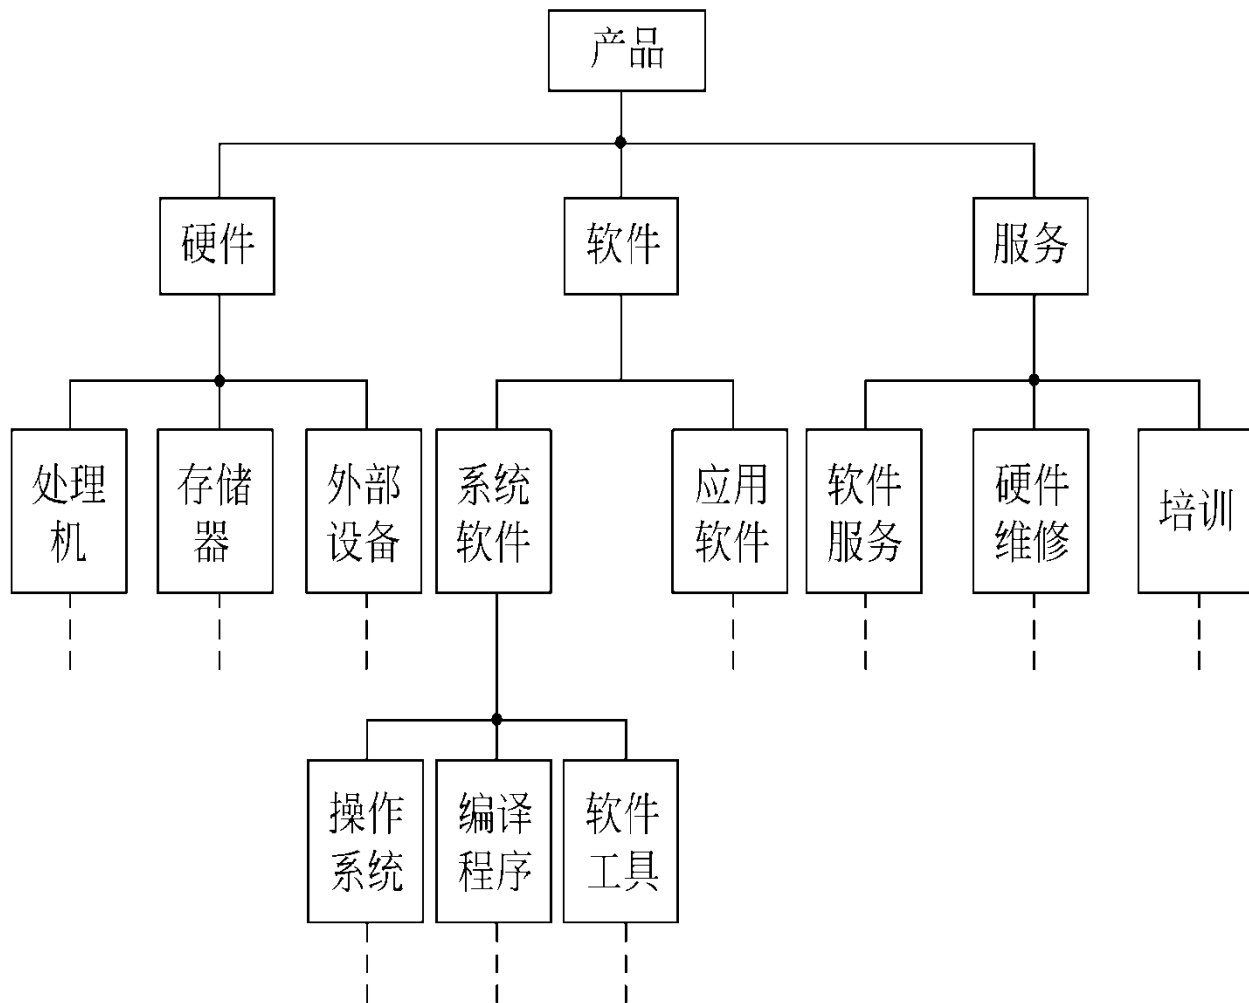 产品
硬件
软件
服务
处理
机
存储
器
外部
设备
系统
软件
应用
软件
软件
服务
硬件
维修
培训
操作
系统
编译
程序
软件
工具